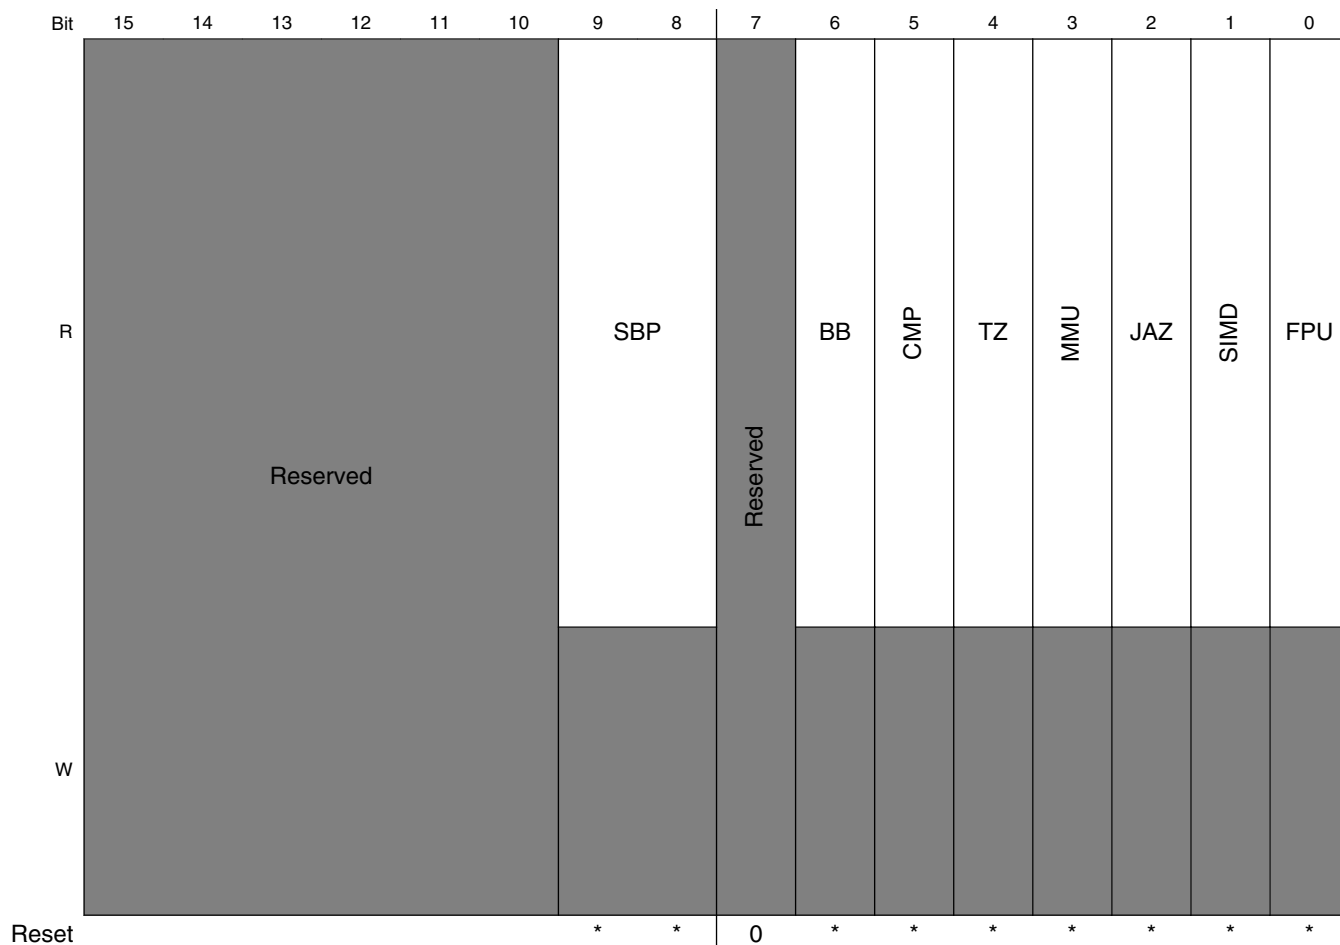 Bit 15 14 13 12 11 10 9 8 7 6 5 4 3 2 1 0
R SBP BB CMP TZ MMU JAZ SIMD FPU
Reserved Reserved
W
Reset * * 0 * * * * * * *